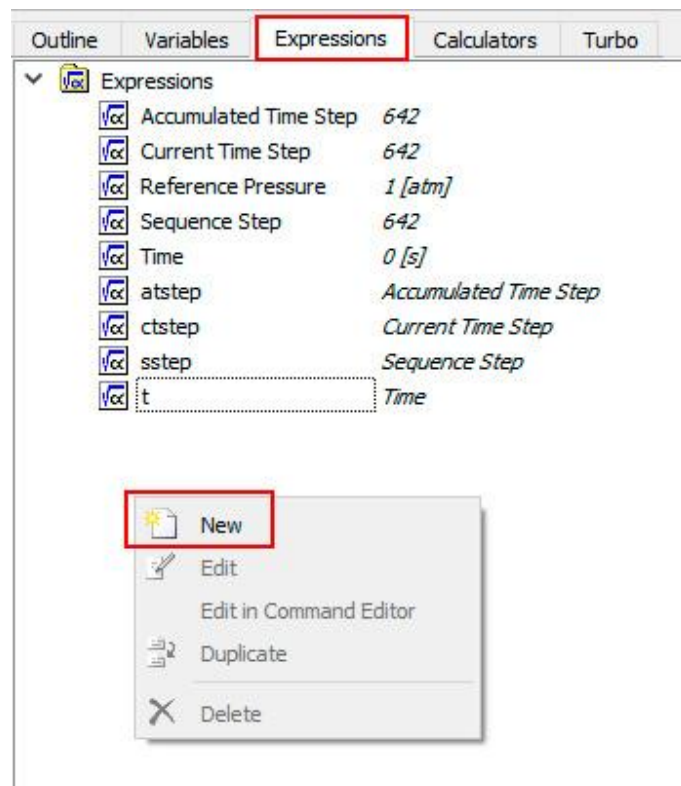 Outline Variables Expressions Calculators Turbo
Expressions
Accumulated Time Step 642
Current Time Step 642
Reference Pressure 1 [atm]
Sequence Step 642
Time 0 [s]
atstep Accumulated Time Step
ctstep Current Time Step
sstep Sequence Step
t Time
New
Edit
Edit in Command Editor
Duplicate
Delete